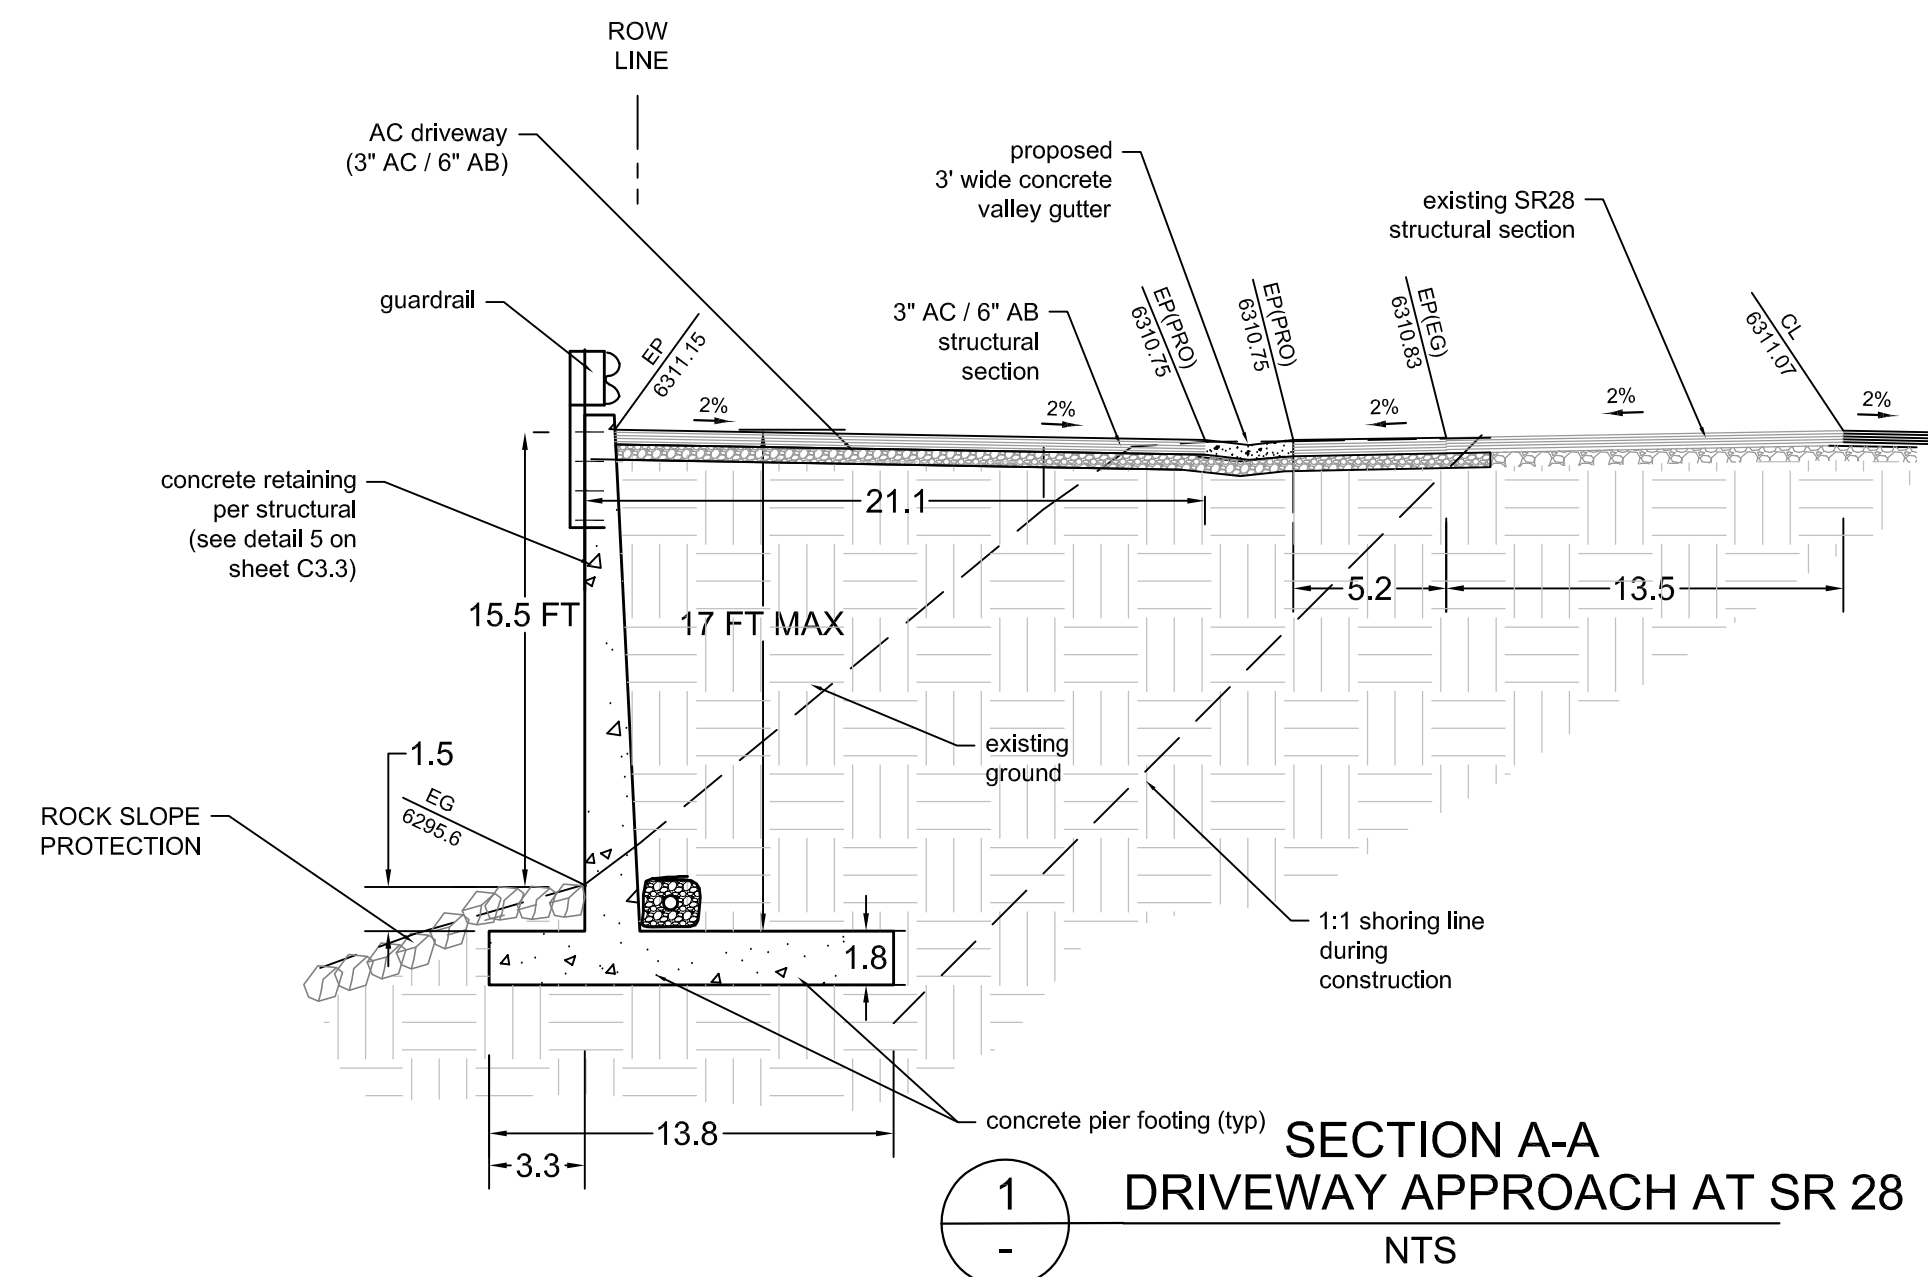 ROW
LINE
AC driveway
(3" AC / 6" AB)
proposed
3' wide concrete
valley gutter
existing SR28
structural section
guardrail
3" AC / 6" AB
structural
section
EP
6311.15
EP(PRO)
6310.75
EP(PRO)
6310.75
EP(EG)
6310.83
CL
6311.07
2%
2%
2%
2%
2%
concrete retaining
per structural
(see detail 5 on
sheet C3.3)
21.1
5.2
13.5
15.5 FT
17 FT MAX
1.5
EG
6295.6
existing
ground
ROCK SLOPE
PROTECTION
1.8
1:1 shoring line
during
construction
13.8
3.3
concrete pier footing (typ)
1
-
SECTION A-A
DRIVEWAY APPROACH AT SR 28
NTS